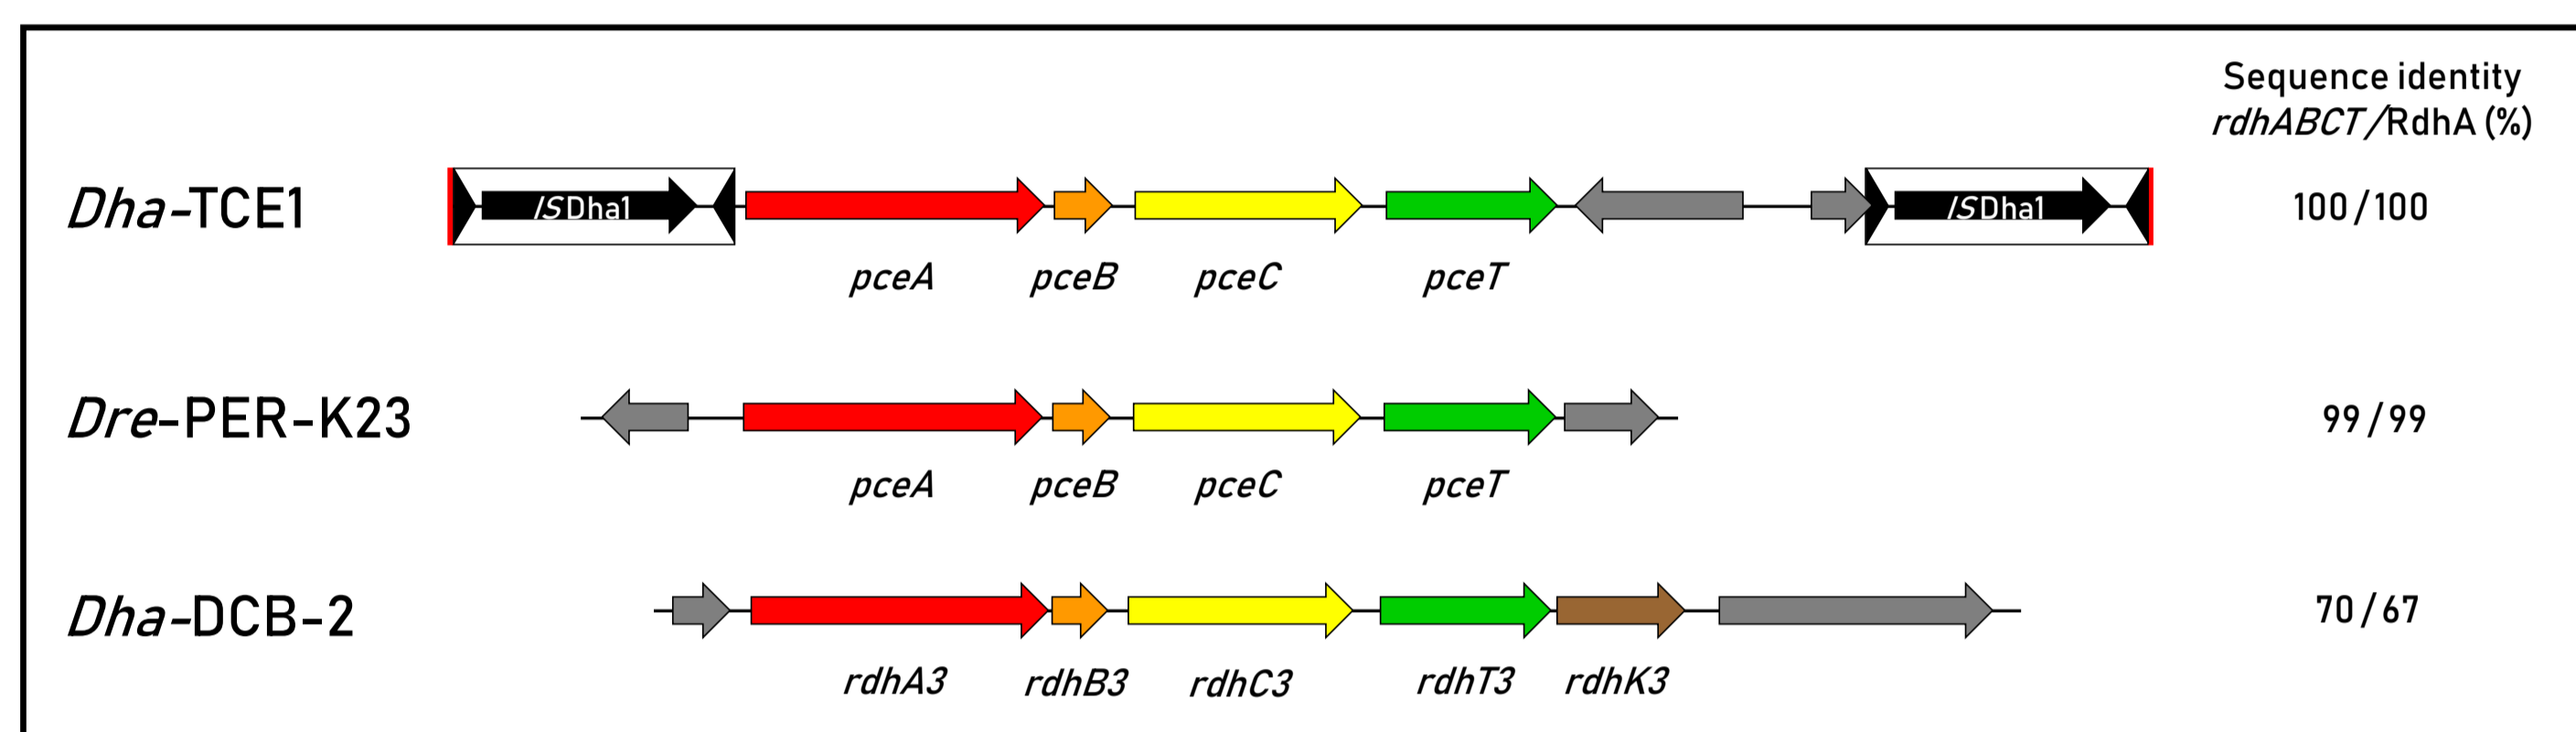 Sequence identity
rdhABCT/RdhA (%)
Dha-TCE1 ISDha1 ISDha1 100/100
pceA pceB pceC pceT
Dre-PER-K23 99/99
pceA pceB pceC pceT
Dha-DCB-2 70/67
rdhA3 rdhB3 rdhC3 rdhT3 rdhK3